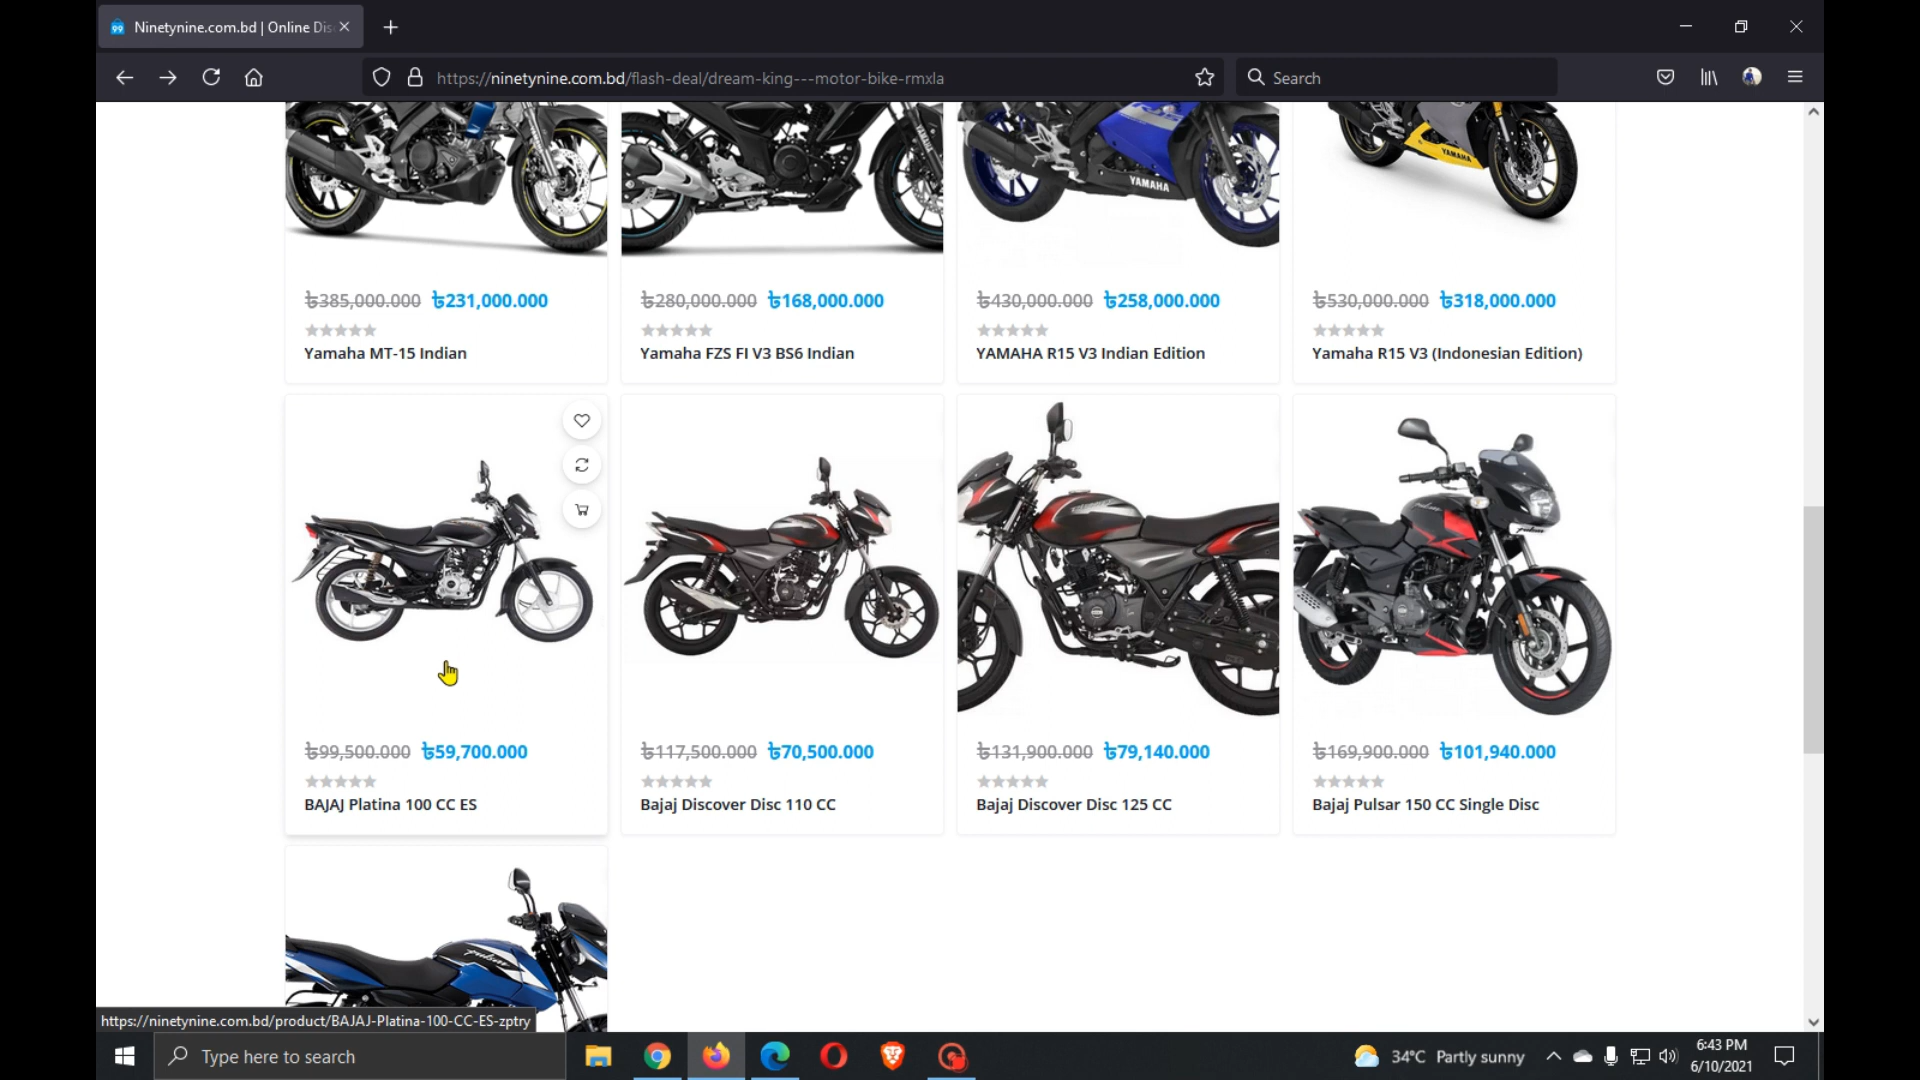 Ninetynine.com.bd | Online Dis
https://ninetynine.com.bd/flash-deal/dream-king---motor-bike-rmxla
Search
YAMAHA
YAMAHA
YAMAHA
৳385,000.000 ৳231,000.000
৳280,000.000 ৳168,000.000
৳430,000.000 ৳258,000.000
৳530,000.000 ৳318,000.000
Yamaha MT-15 Indian
Yamaha FZS FI V3 BS6 Indian
YAMAHA R15 V3 Indian Edition
Yamaha R15 V3 (Indonesian Edition)
৳99,500.000 ৳59,700.000
৳117,500.000 ৳70,500.000
৳131,900.000 ৳79,140.000
৳169,900.000 ৳101,940.000
BAJAJ Platina 100 CC ES
Bajaj Discover Disc 110 CC
Bajaj Discover Disc 125 CC
Bajaj Pulsar 150 CC Single Disc
pulsar
https://ninetynine.com.bd/product/BAJAJ-Platina-100-CC-ES-zptry
Type here to search
34°C Partly sunny
6:43 PM
6/10/2021